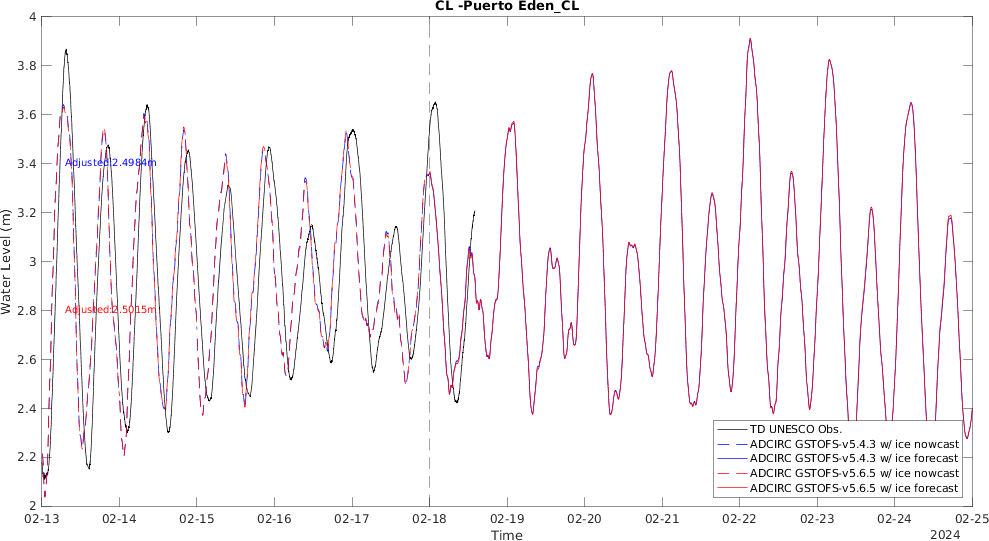 CL -Puerto Eden_CL
4
3.8
3.6
3.4
3.2
3
2.8
2.6
2.4
2.2
2
Water Level (m)
Adjusted:2.4984m
Adjusted:2.5015m
TD UNESCO Obs.
ADCIRC GSTOFS-v5.4.3 w/ ice nowcast
ADCIRC GSTOFS-v5.4.3 w/ ice forecast
ADCIRC GSTOFS-v5.6.5 w/ ice nowcast
ADCIRC GSTOFS-v5.6.5 w/ ice forecast
02-13 02-14 02-15 02-16 02-17 02-18 02-19 02-20 02-21 02-22 02-23 02-24 02-25
Time
2024